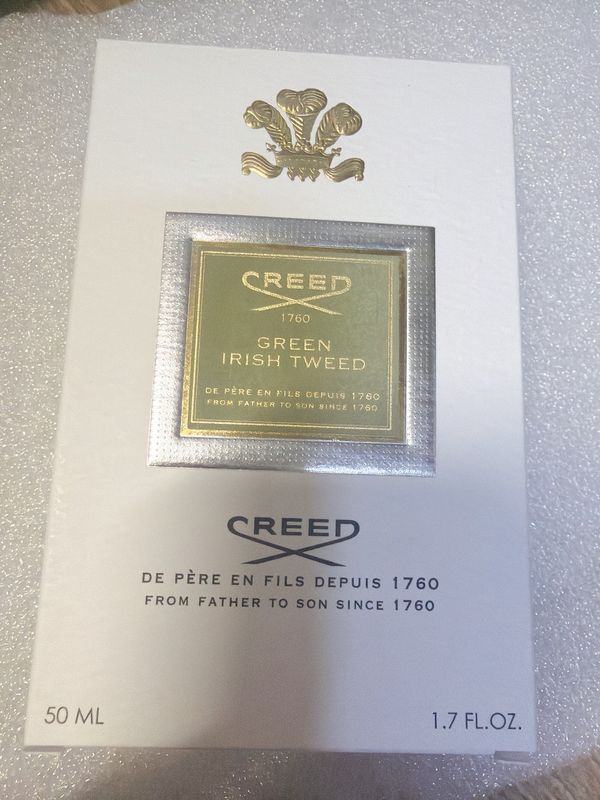 CREED
1760
GREEN
IRISH TWEED
DE PÈRE EN FILS DEPUIS 1760
FROM FATHER TO SON SINCE 1760
CREED
DE PÈRE EN FILS DEPUIS 1760
FROM FATHER TO SON SINCE 1760
50 ML
1.7 FL.OZ.